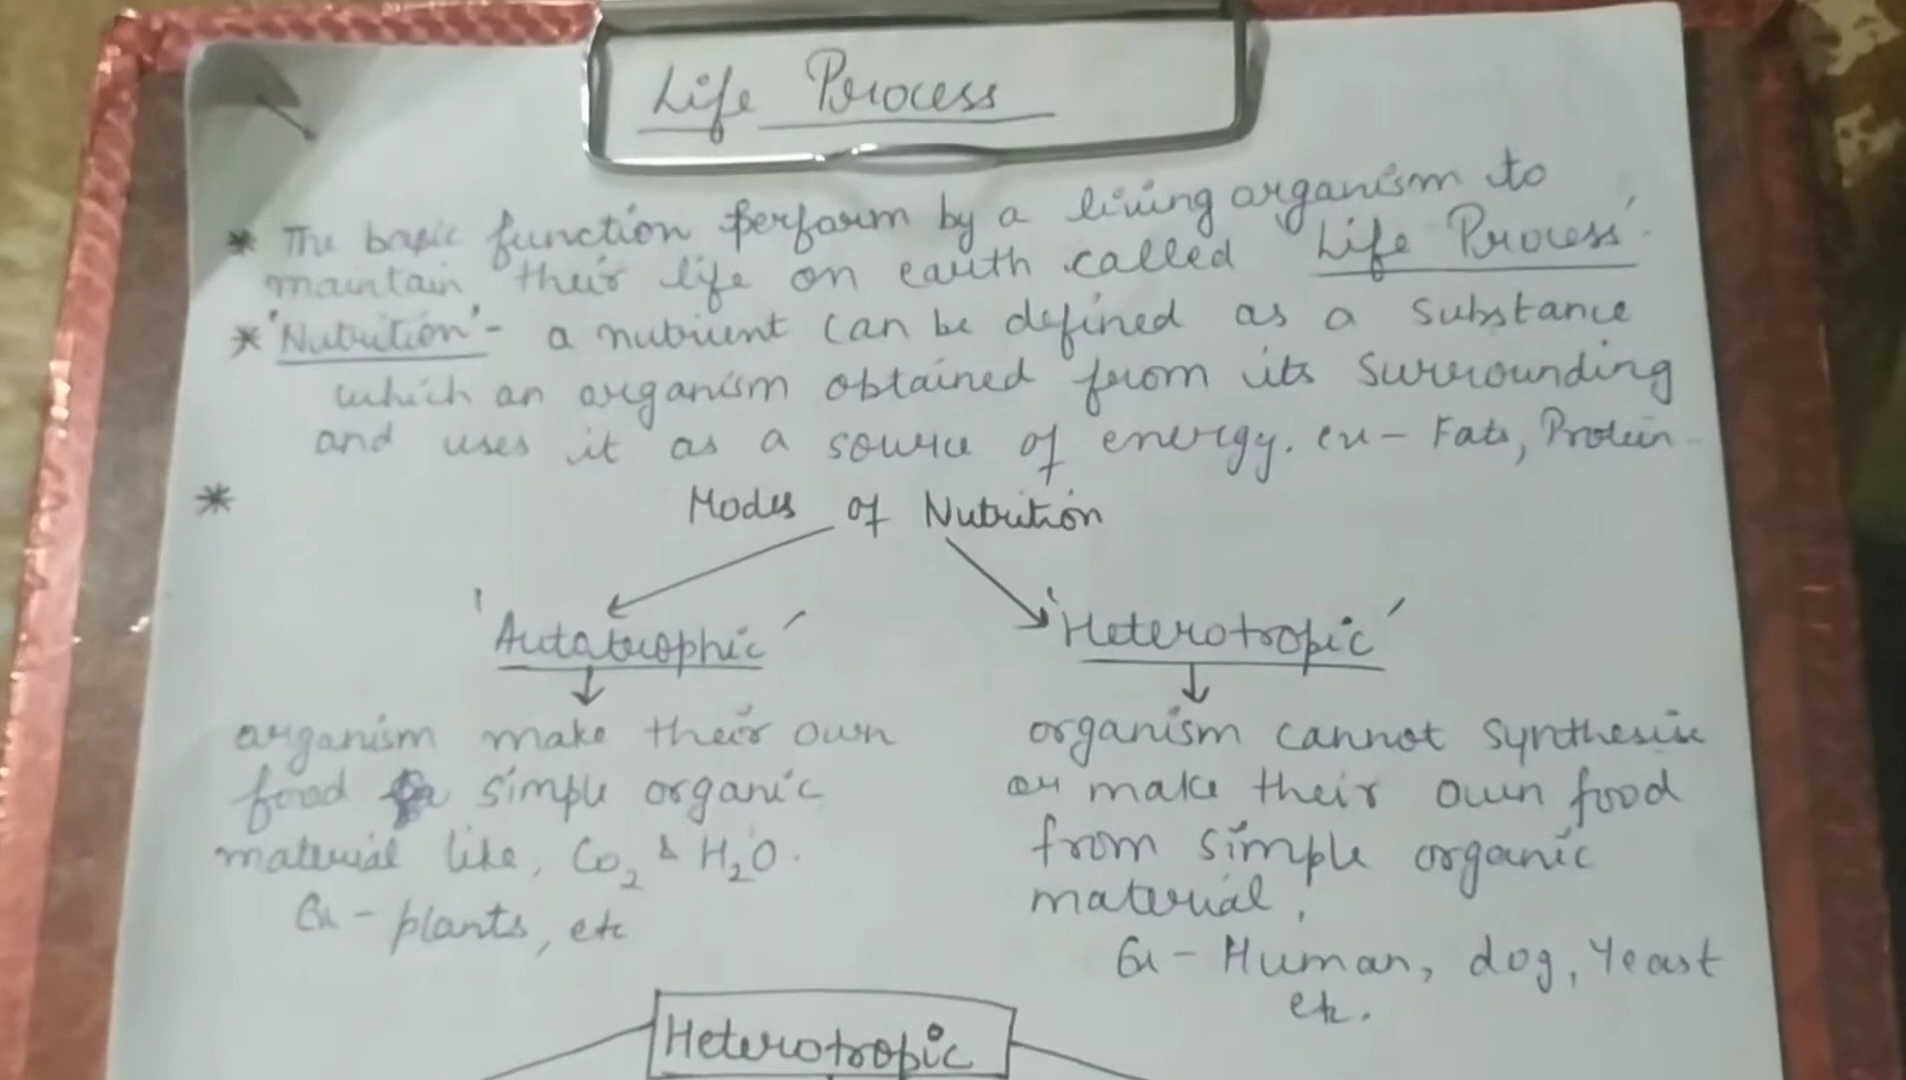 Life Process
* The basic function perform by a living organism to
maintain their life on earth called 'Life Process'.
* 'Nutrition' - a nutrient can be defined as a substance
which an organism obtained from its surrounding
and uses it as a source of energy. ex - Fats, Protein
* Modes of Nutrition
'Autotrophic' 'Heterotropic'
organism make their own
food simple organic
material like, Co2 & H2O.
Ex - plants, etc
organism cannot synthesise
or make their own food
from simple organic
material.
Ex - Human, dog, Yeast
etc.
Heterotropic